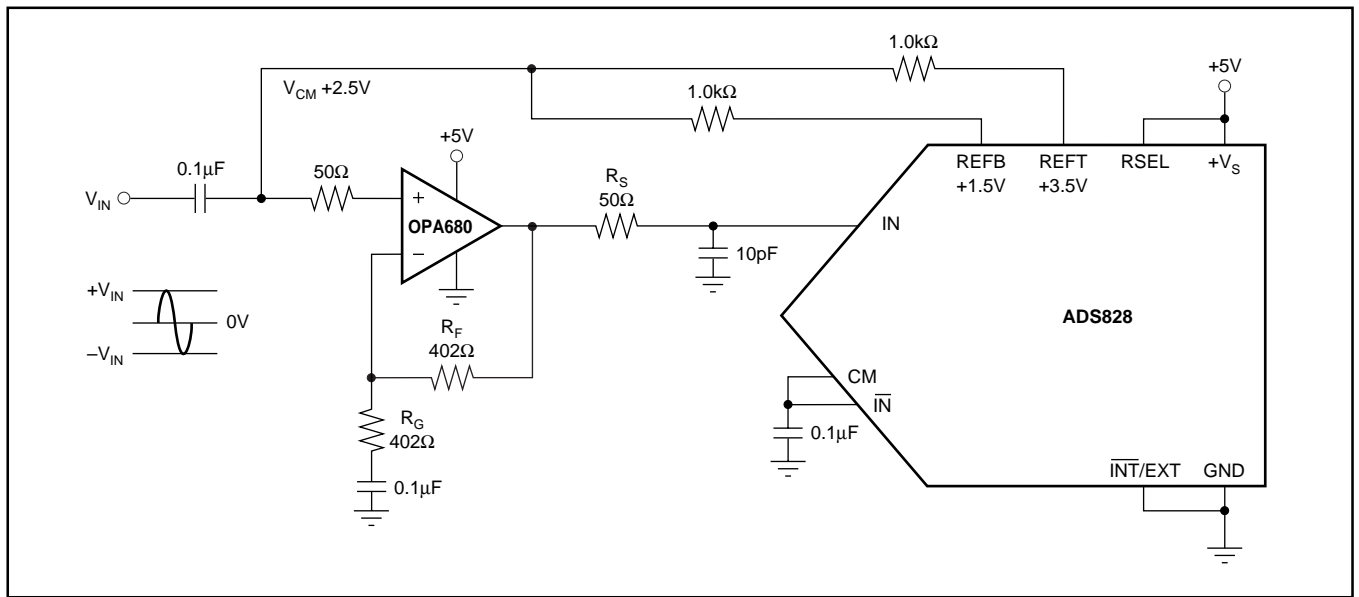 1.0kΩ
+5V
V_CM +2.5V
1.0kΩ
+5V
REFB
+1.5V
REFT
+3.5V
RSEL
+V_S
0.1μF
50Ω
R_S
50Ω
V_IN
+
OPA680
−
IN
10pF
+V_IN
0V
–V_IN
ADS828
R_F
402Ω
CM
I̅N̅
R_G
402Ω
0.1μF
0.1μF
I̅N̅T̅/EXT
GND